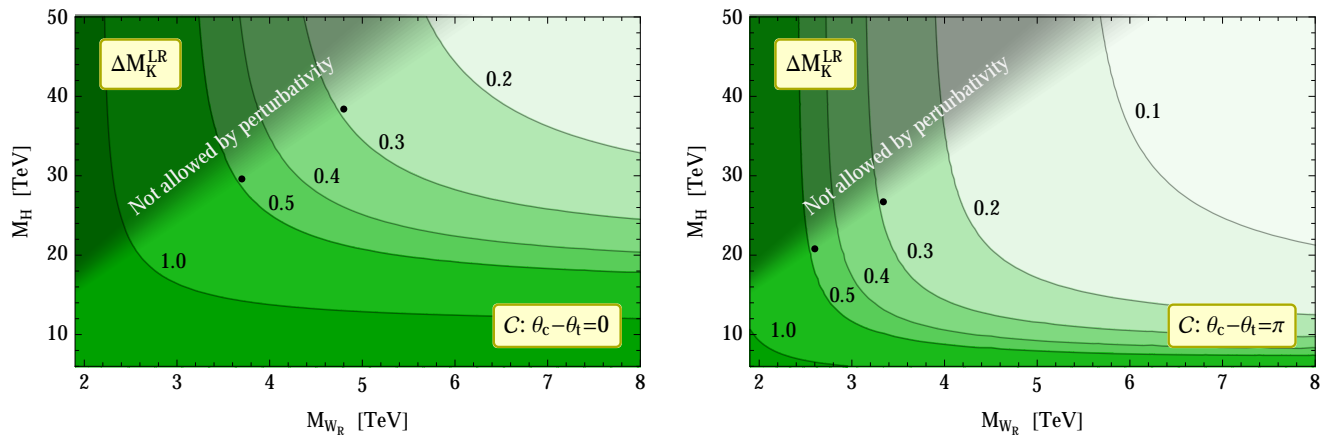 50
40
30
20
10
M_H [TeV]
ΔM_K^LR
Not allowed by perturbativity
0.2
0.3
0.4
0.5
1.0
C: θc−θt=0
2 3 4 5 6 7 8
M_WR [TeV]
50
40
30
20
10
M_H [TeV]
ΔM_K^LR
Not allowed by perturbativity
0.1
0.2
0.3
0.4
0.5
1.0
C: θc−θt=π
2 3 4 5 6 7 8
M_WR [TeV]